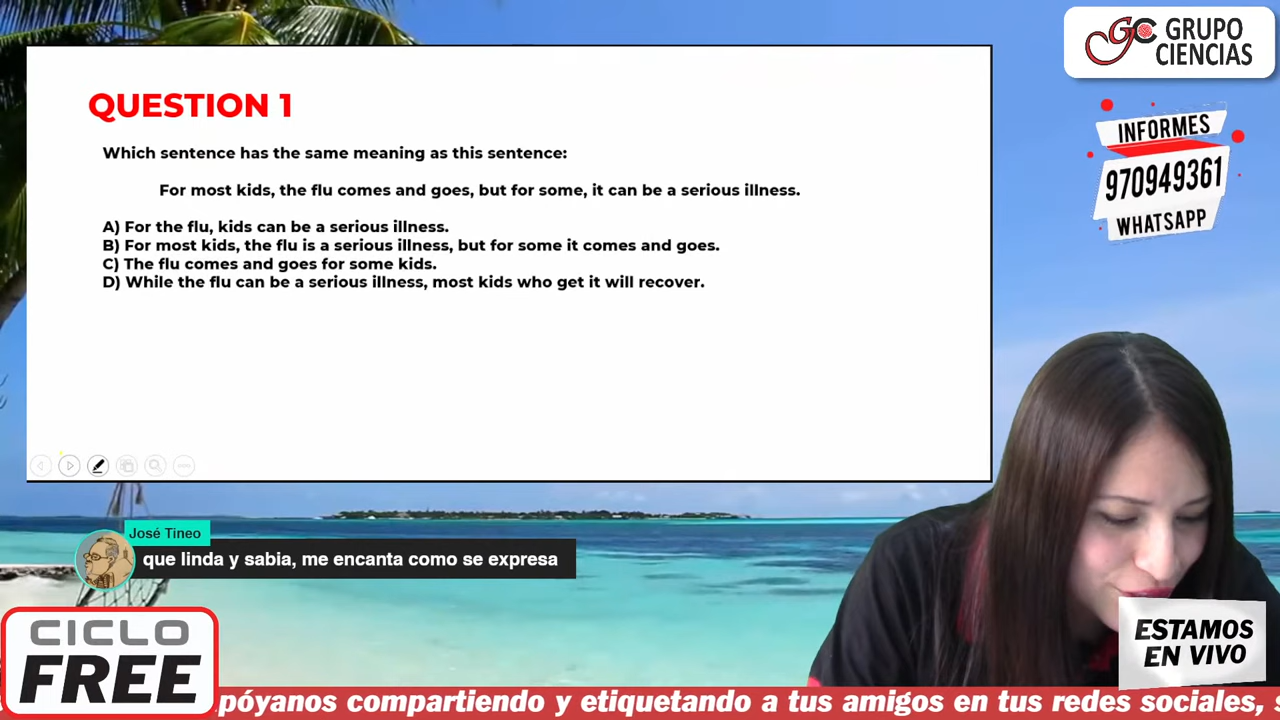 GRUPO
CIENCIAS
INFORMES
970949361
WHATSAPP
QUESTION 1
Which sentence has the same meaning as this sentence:
For most kids, the flu comes and goes, but for some, it can be a serious illness.
A) For the flu, kids can be a serious illness.
B) For most kids, the flu is a serious illness, but for some it comes and goes.
C) The flu comes and goes for some kids.
D) While the flu can be a serious illness, most kids who get it will recover.
José Tineo
que linda y sabia, me encanta como se expresa
CICLO
FREE
ESTAMOS
EN VIVO
póyanos compartiendo y etiquetando a tus amigos en tus redes sociales,